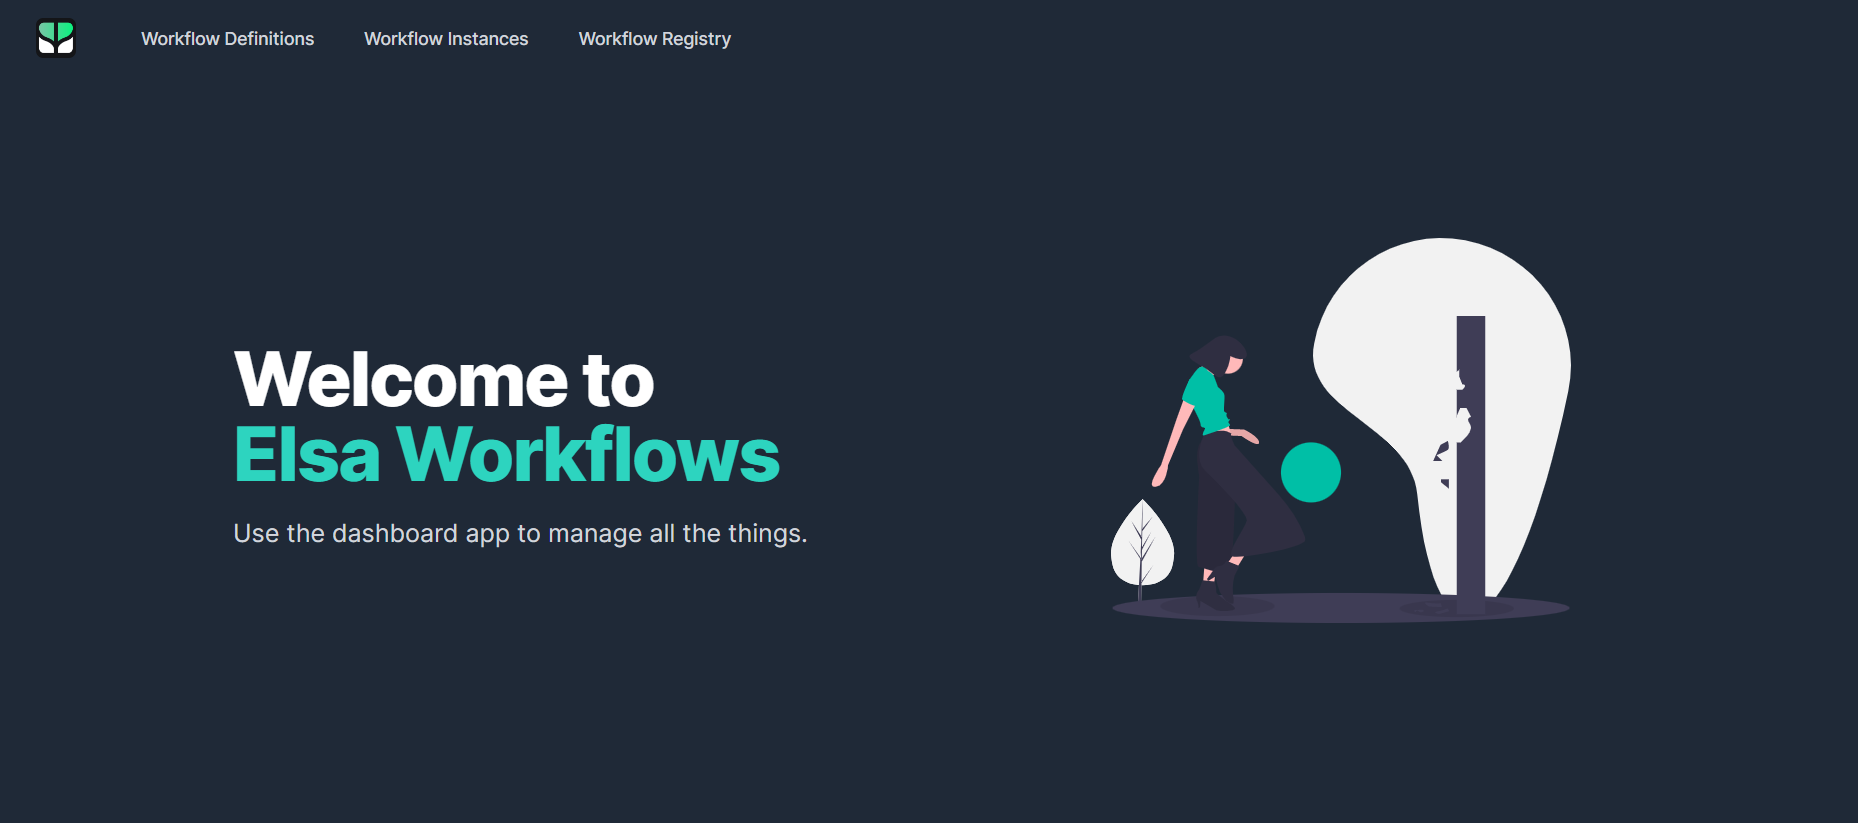 Workflow Definitions Workflow Instances Workflow Registry
Welcome to
Elsa Workflows
Use the dashboard app to manage all the things.